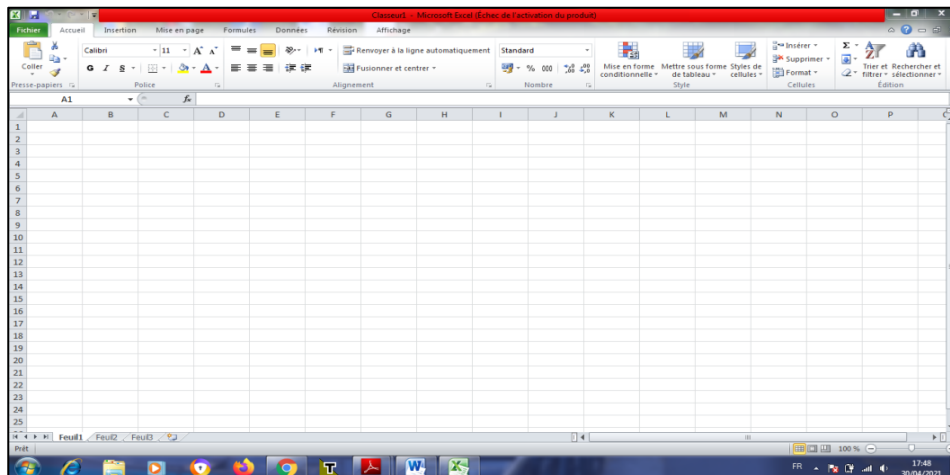 Classeur1 - Microsoft Excel (Échec de l'activation du produit)
Fichier Accueil Insertion Mise en page Formules Données Révision Affichage
Coller
Presse-papiers
Calibri 11
G I S
Police
Renvoyer à la ligne automatiquement
Fusionner et centrer
Alignement
Standard
% 000
Nombre
Mise en forme conditionnelle
Mettre sous forme de tableau
Styles de cellules
Style
Insérer
Supprimer
Format
Cellules
Trier et filtrer
Rechercher et sélectionner
Édition
A1 fx
A B C D E F G H I J K L M N O P
1
2
3
4
5
6
7
8
9
10
11
12
13
14
15
16
17
18
19
20
21
22
23
24
25
Feuil1 Feuil2 Feuil3
Prêt 100 %
FR 17:48
30/04/2021